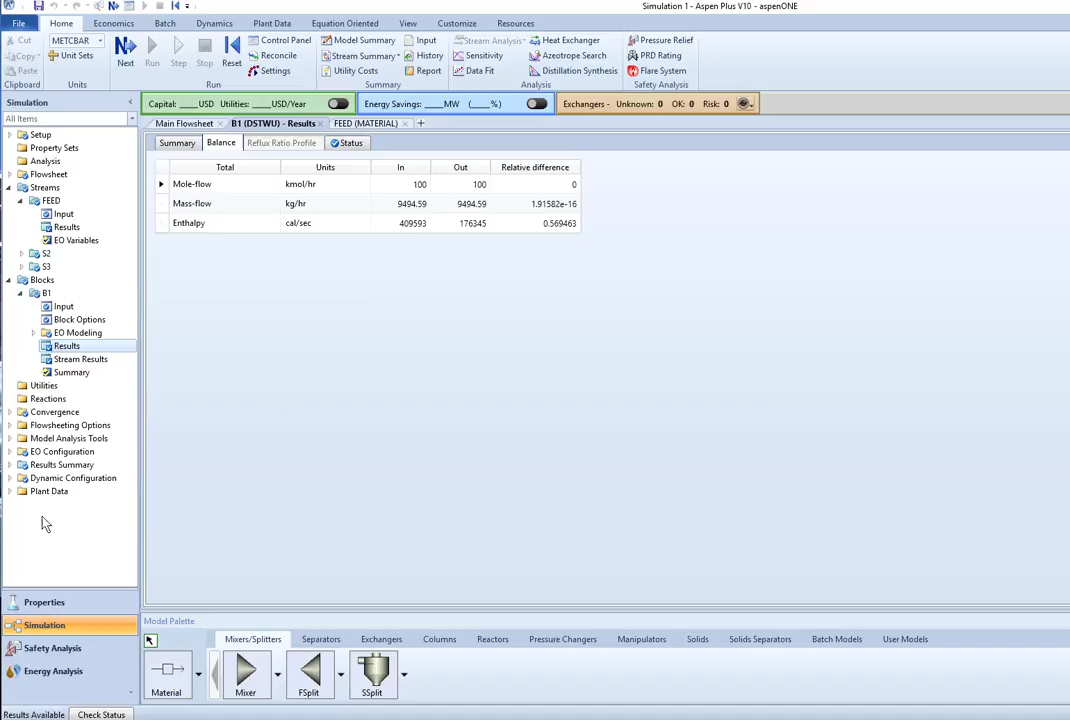 Simulation 1 - Aspen Plus V10 - aspenONE
File Home Economics Batch Dynamics Plant Data Equation Oriented View Customize Resources
Cut METCBAR Control Panel Model Summary Input Stream Analysis Heat Exchanger Pressure Relief
Copy Unit Sets Next Run Step Stop Reset Reconcile Stream Summary History Sensitivity Azeotrope Search PRD Rating
Paste Settings Utility Costs Report Data Fit Distillation Synthesis Flare System
Clipboard Units Run Summary Analysis Safety Analysis
Simulation < Capital: ____USD Utilities: ____USD/Year Energy Savings: ____MW (____%) Exchangers - Unknown: 0 OK: 0 Risk: 0
All Items Main Flowsheet × B1 (DSTWU) - Results × FEED (MATERIAL) × +
Setup
Property Sets
Analysis
Flowsheet
Streams
FEED
Input
Results
EO Variables
S2
S3
Blocks
B1
Input
Block Options
EO Modeling
Results
Stream Results
Summary
Utilities
Reactions
Convergence
Flowsheeting Options
Model Analysis Tools
EO Configuration
Results Summary
Dynamic Configuration
Plant Data
Summary Balance Reflux Ratio Profile Status
Total Units In Out Relative difference
Mole-flow kmol/hr 100 100 0
Mass-flow kg/hr 9494.59 9494.59 1.91582e-16
Enthalpy cal/sec 409593 176345 0.569463
Properties
Simulation
Safety Analysis
Energy Analysis
Model Palette
Mixers/Splitters Separators Exchangers Columns Reactors Pressure Changers Manipulators Solids Solids Separators Batch Models User Models
Material Mixer FSplit SSplit
Results Available Check Status